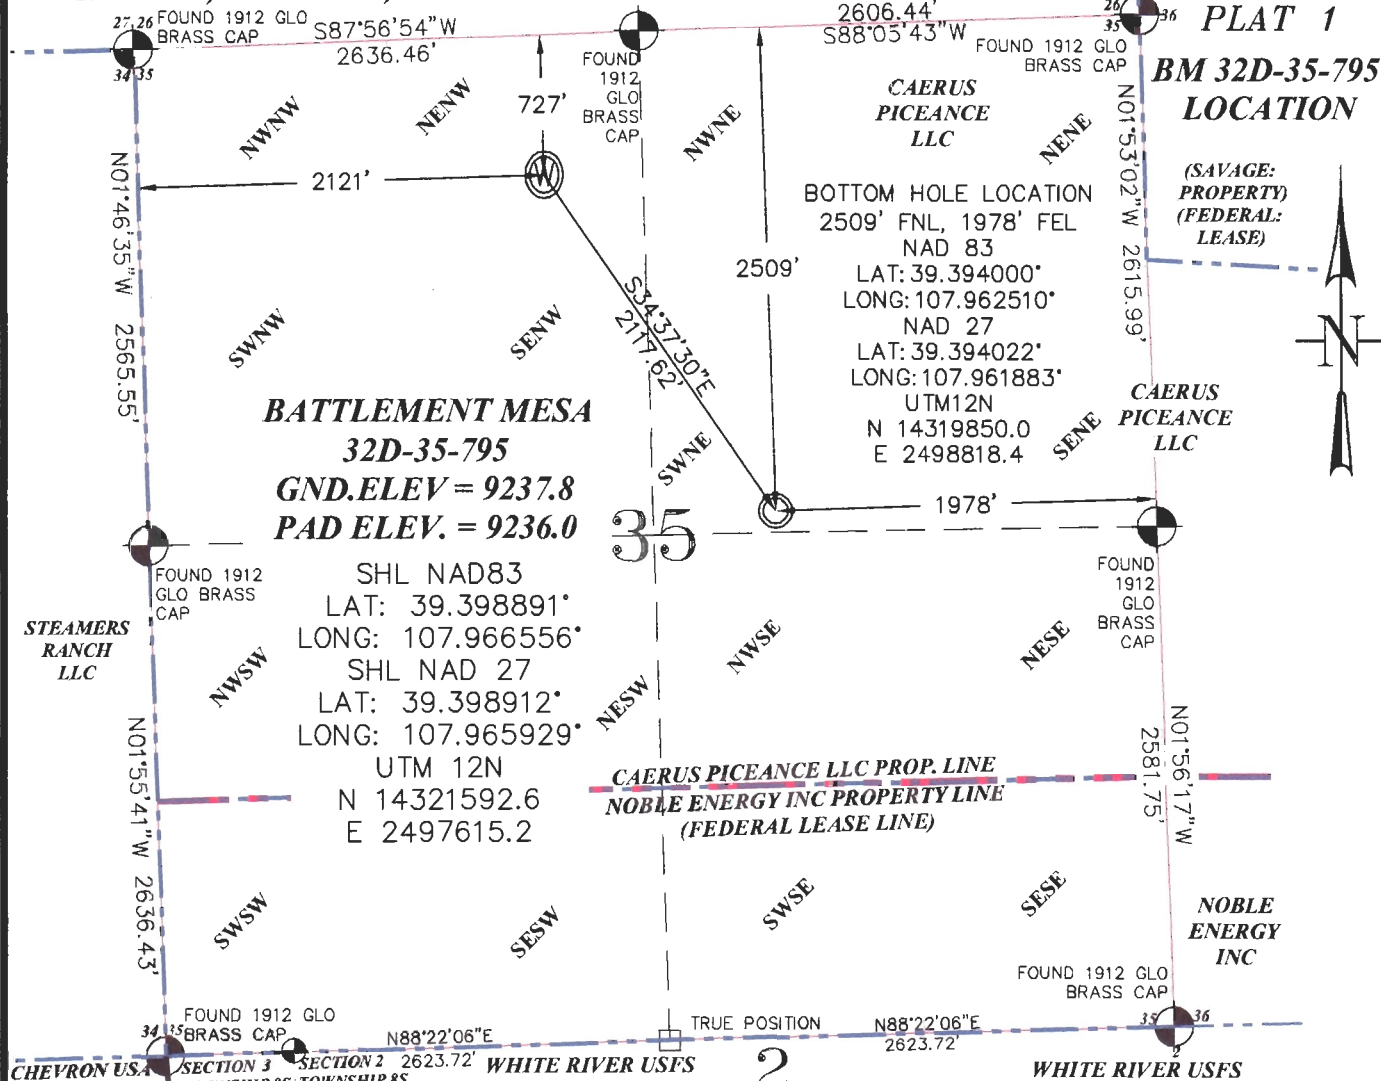 27 26
FOUND 1912 GLO
BRASS CAP
S87°56'54"W
2636.46'
34 35
FOUND
1912
GLO
BRASS
CAP
2606.44'
S88°05'43"W
26
36
35
FOUND 1912 GLO
BRASS CAP
PLAT 1
BM 32D-35-795
LOCATION
NWNW
NENW
727'
NWNE
CAERUS
PICEANCE
LLC
NENE
N01°53'02"W 2615.99'
(SAVAGE:
PROPERTY)
(FEDERAL:
LEASE)
N01°46'35"W 2565.55'
2121'
W
BOTTOM HOLE LOCATION
2509' FNL, 1978' FEL
NAD 83
LAT: 39.394000°
LONG: 107.962510°
NAD 27
LAT: 39.394022°
LONG: 107.961883°
UTM12N
N 14319850.0
E 2498818.4
2509'
S34°37'30"E
2117.62'
N
SWNW
SENW
SWNE
SENE
CAERUS
PICEANCE
LLC
BATTLEMENT MESA
32D-35-795
GND.ELEV = 9237.8
PAD ELEV. = 9236.0
1978'
35
FOUND 1912
GLO BRASS
CAP
FOUND
1912
GLO
BRASS
CAP
SHL NAD83
LAT: 39.398891°
LONG: 107.966556°
SHL NAD 27
LAT: 39.398912°
LONG: 107.965929°
UTM 12N
N 14321592.6
E 2497615.2
STEAMERS
RANCH
LLC
NWSW
NESW
NWSE
NESE
N01°55'41"W 2636.43'
N01°56'17"W
2581.75'
CAERUS PICEANCE LLC PROP. LINE
NOBLE ENERGY INC PROPERTY LINE
(FEDERAL LEASE LINE)
SWSW
SESW
SWSE
SESE
NOBLE
ENERGY
INC
FOUND 1912 GLO
BRASS CAP
35
36
2
34 35
FOUND 1912 GLO
BRASS CAP
N88°22'06"E
2623.72'
TRUE POSITION
N88°22'06"E
2623.72'
CHEVRON USA
SECTION 3
SECTION 2
TOWNSHIP 8S
WHITE RIVER USFS
2
WHITE RIVER USFS